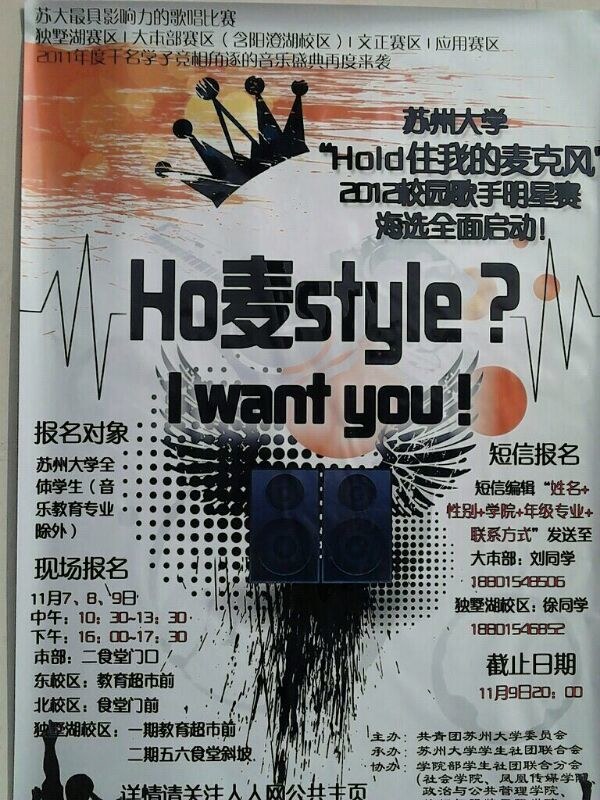 苏大最具影响力的歌唱比赛
独墅湖赛区|大本部赛区（含阳澄湖校区）|文正赛区|应用赛区
2011年度千名学子竞相角逐的音乐盛典再度来袭
苏州大学
“Hold住我的麦克风”
2012校园歌手明星赛
海选全面启动！
Ho麦style？
I want you！
报名对象
苏州大学全
体学生（音
乐教育专业
除外）
现场报名
11月7、8、9日
中午：10：30-13：30
下午：16：00-17：30
本部：二食堂门口
东校区：教育超市前
北校区：食堂门前
独墅湖校区：一期教育超市前
二期五六食堂斜坡
短信报名
短信编辑“姓名+
性别+学院+年级专业+
联系方式”发送至
大本部：刘同学
18801548506
独墅湖校区：徐同学
18801546852
截止日期
11月9日20：00
主办：共青团苏州大学委员会
承办：苏州大学学生社团联合会
协办：学院部学生社团联合分会
（社会学院、凤凰传媒学院、
政治与公共管理学院、
详情请关注人人网公共主页